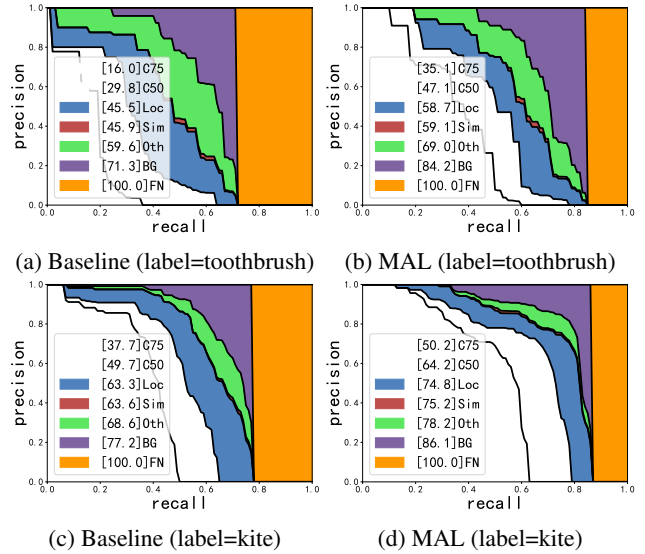 1.0
0.8
0.6
0.4
0.2
0.0
precision
[16.0]C75
[29.8]C50
[45.5]Loc
[45.9]Sim
[59.6]Oth
[71.3]BG
[100.0]FN
0.0 0.2 0.4 0.6 0.8 1.0
recall
(a) Baseline (label=toothbrush)
1.0
0.8
0.6
0.4
0.2
0.0
precision
[35.1]C75
[47.1]C50
[58.7]Loc
[59.1]Sim
[69.0]Oth
[84.2]BG
[100.0]FN
0.0 0.2 0.4 0.6 0.8 1.0
recall
(b) MAL (label=toothbrush)
1.0
0.8
0.6
0.4
0.2
0.0
precision
[37.7]C75
[49.7]C50
[63.3]Loc
[63.6]Sim
[68.6]Oth
[77.2]BG
[100.0]FN
0.0 0.2 0.4 0.6 0.8 1.0
recall
(c) Baseline (label=kite)
1.0
0.8
0.6
0.4
0.2
0.0
precision
[50.2]C75
[64.2]C50
[74.8]Loc
[75.2]Sim
[78.2]Oth
[86.1]BG
[100.0]FN
0.0 0.2 0.4 0.6 0.8 1.0
recall
(d) MAL (label=kite)